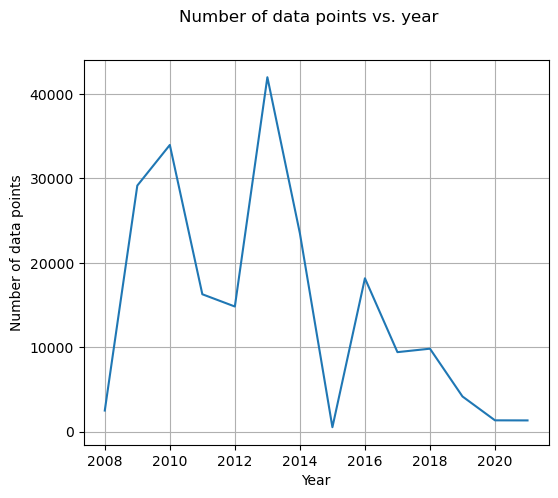 Number of data points vs. year
Number of data points
40000
30000
20000
10000
0
2008 2010 2012 2014 2016 2018 2020
Year